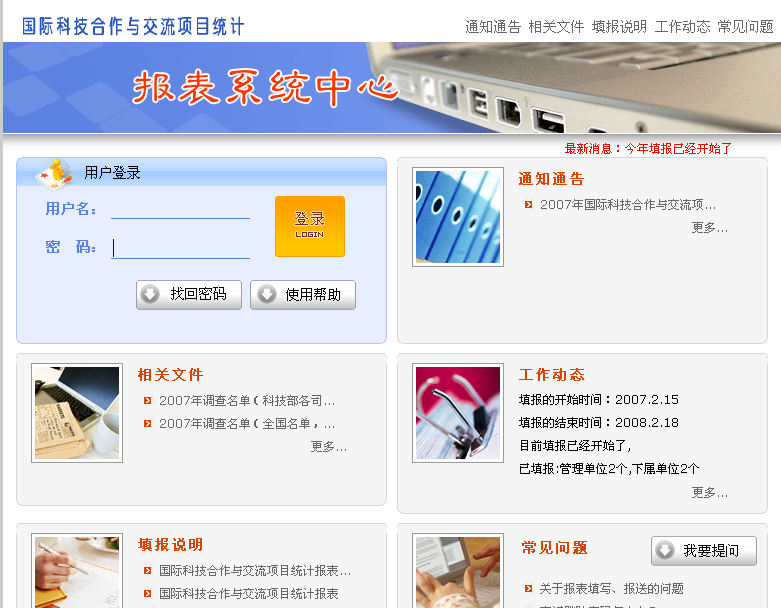 国际科技合作与交流项目统计
通知通告 相关文件 填报说明 工作动态 常见问题
报表系统中心
最新消息：今年填报已经开始了
用户登录
用户名：
登录
LOGIN
密 码：
找回密码
使用帮助
通知通告
2007年国际科技合作与交流项...
更多...
相关文件
2007年调查名单（科技部各司...
2007年调查名单（全国名单，...
更多...
工作动态
填报的开始时间：2007.2.15
填报的结束时间：2008.2.18
目前填报已经开始了,
已填报:管理单位2个,下属单位2个
更多...
填报说明
国际科技合作与交流项目统计报表...
国际科技合作与交流项目统计报表
常见问题
我要提问
关于报表填写、报送的问题